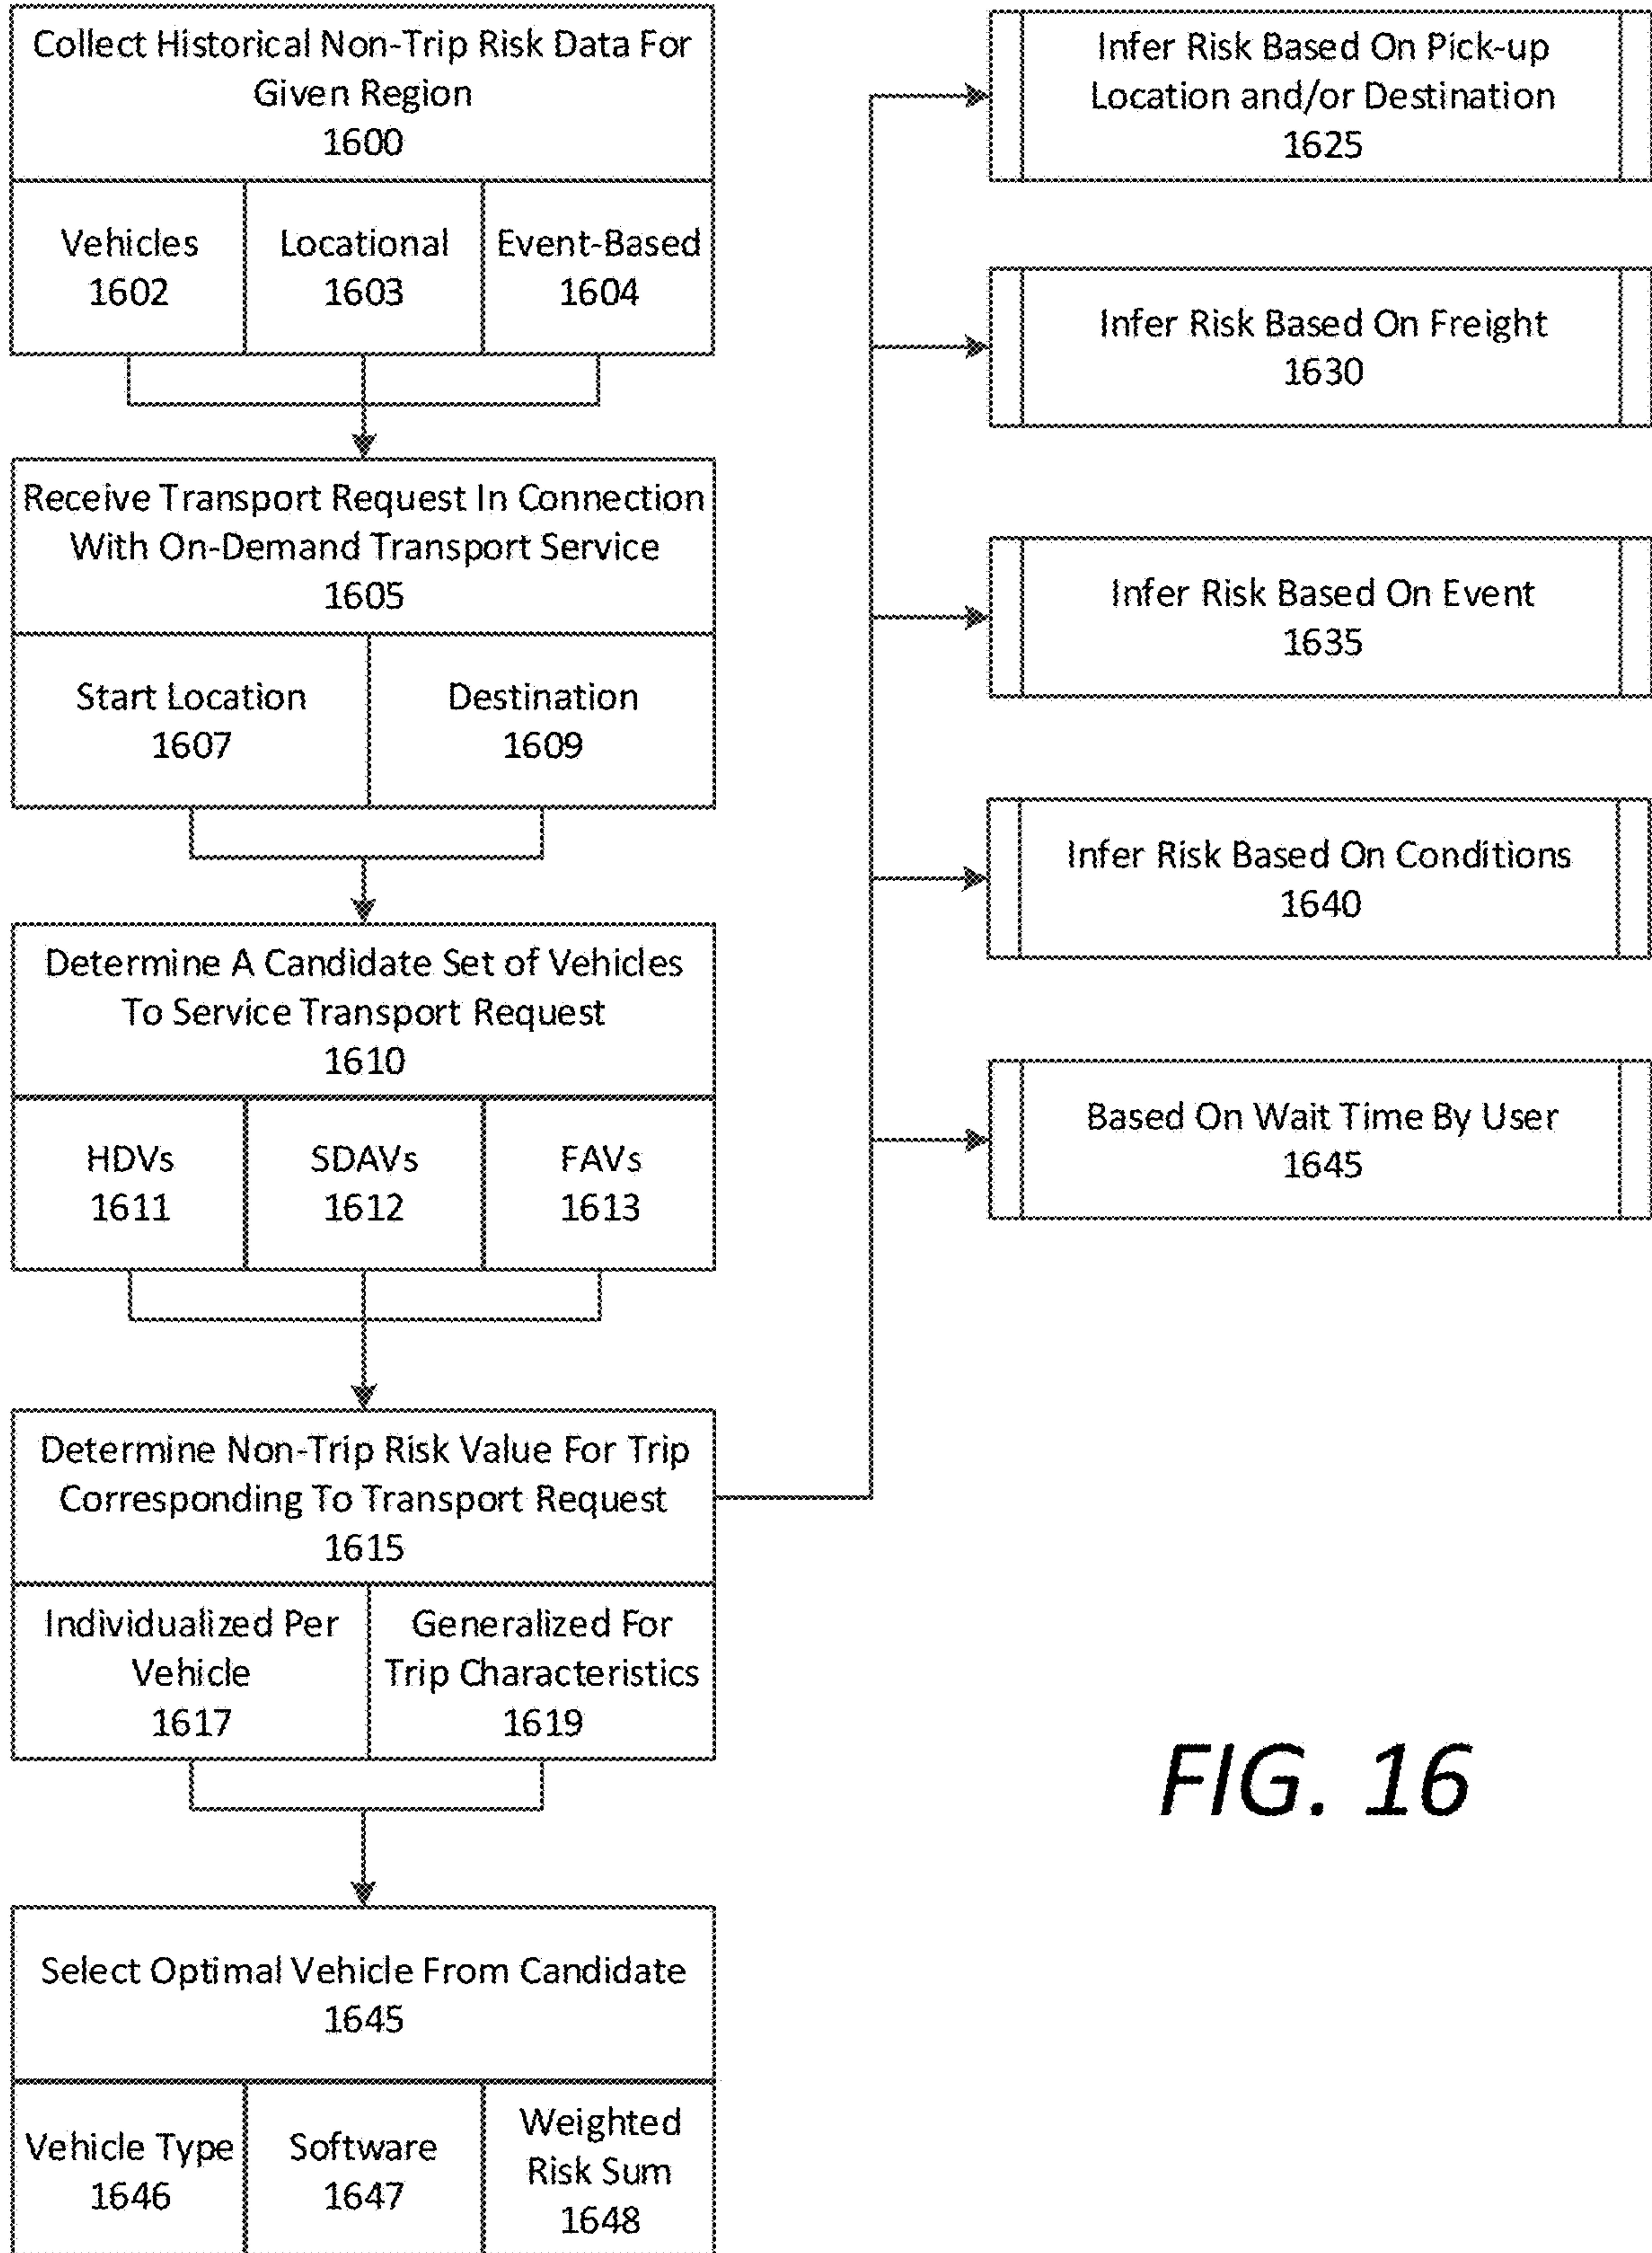 Collect Historical Non-Trip Risk Data For
Given Region
1600
Vehicles
1602
Locational
1603
Event-Based
1604
Receive Transport Request In Connection
With On-Demand Transport Service
1605
Start Location
1607
Destination
1609
Determine A Candidate Set of Vehicles
To Service Transport Request
1610
HDVs
1611
SDAVs
1612
FAVs
1613
Determine Non-Trip Risk Value For Trip
Corresponding To Transport Request
1615
Individualized Per
Vehicle
1617
Generalized For
Trip Characteristics
1619
Select Optimal Vehicle From Candidate
1645
Vehicle Type
1646
Software
1647
Weighted
Risk Sum
1648
Infer Risk Based On Pick-up
Location and/or Destination
1625
Infer Risk Based On Freight
1630
Infer Risk Based On Event
1635
Infer Risk Based On Conditions
1640
Based On Wait Time By User
1645
FIG. 16